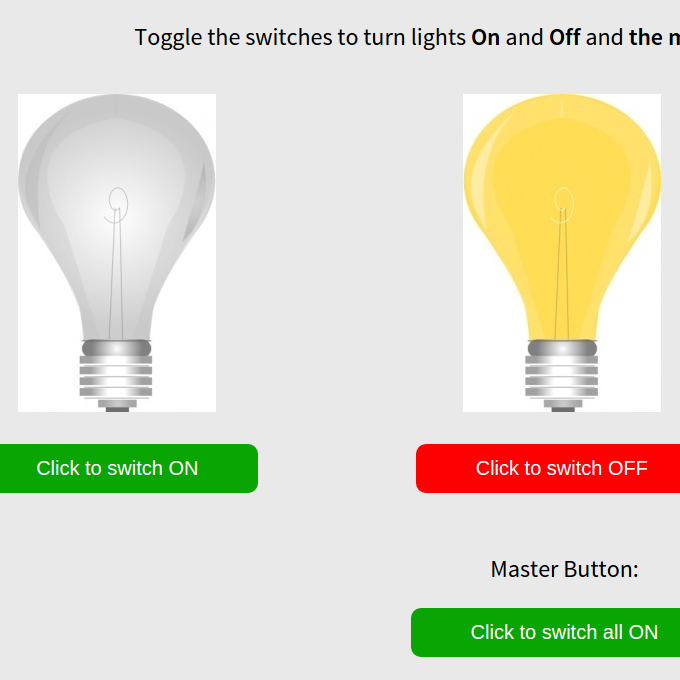 Toggle the switches to turn lights On and Off and the
Click to switch ON
Click to switch OFF
Master Button:
Click to switch all ON